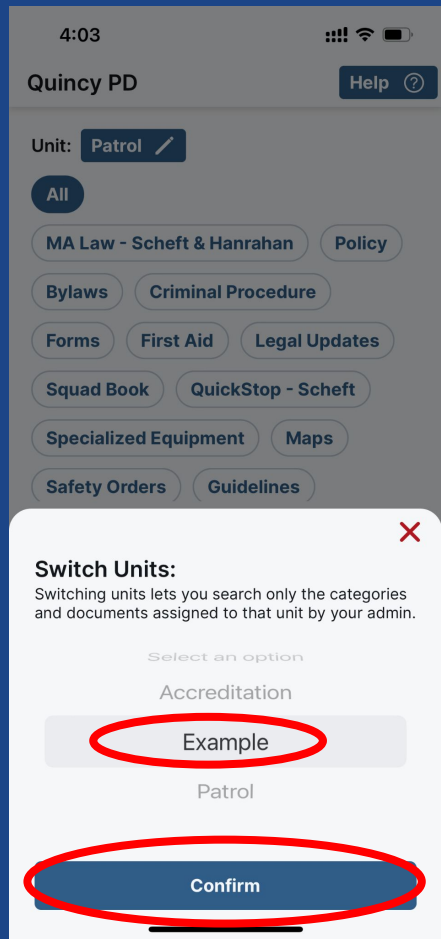 4:03
Quincy PD
Help
Unit: Patrol
All
MA Law - Scheft & Hanrahan Policy
Bylaws Criminal Procedure
Forms First Aid Legal Updates
Squad Book QuickStop - Scheft
Specialized Equipment Maps
Safety Orders Guidelines
Switch Units:
Switching units lets you search only the categories
and documents assigned to that unit by your admin.
Select an option
Accreditation
Example
Patrol
Confirm